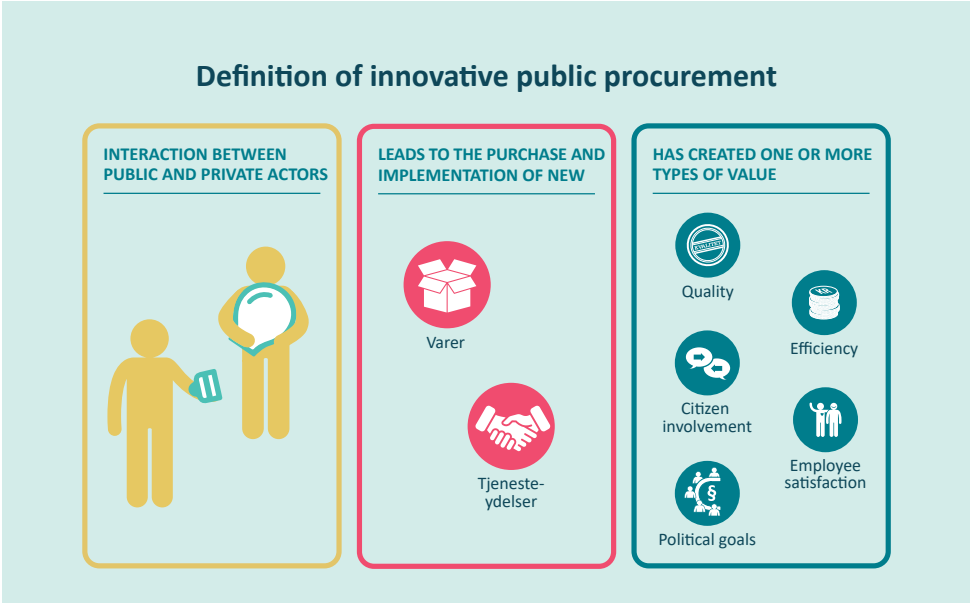 Definition of innovative public procurement
INTERACTION BETWEEN
PUBLIC AND PRIVATE ACTORS
LEADS TO THE PURCHASE AND
IMPLEMENTATION OF NEW
Varer
Tjeneste-
ydelser
HAS CREATED ONE OR MORE
TYPES OF VALUE
KVALITET
Quality
KR.
Efficiency
Citizen
involvement
Employee
satisfaction
§
Political goals